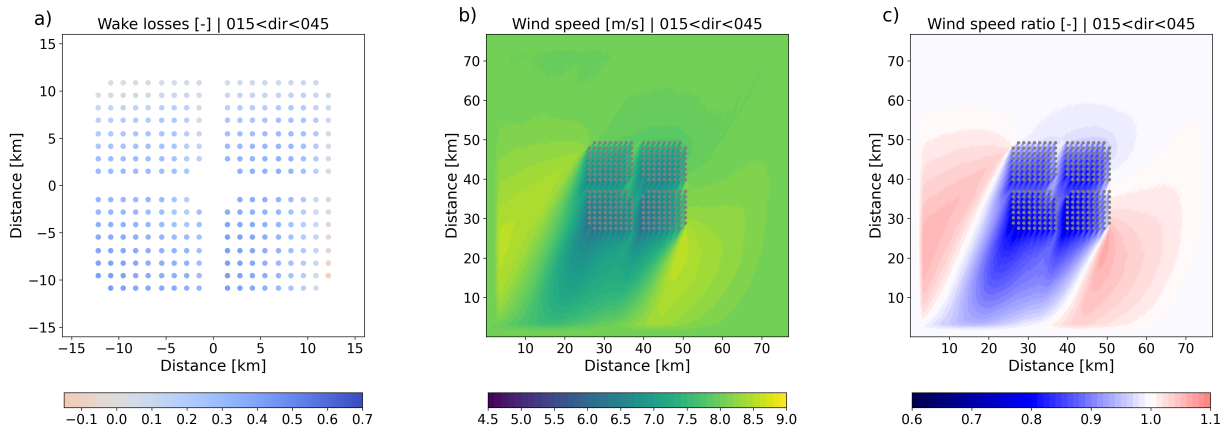 a)
Wake losses [-] | 015<dir<045
15
10
5
0
−5
−10
−15
Distance [km]
−15 −10 −5 0 5 10 15
Distance [km]
−0.1 0.0 0.1 0.2 0.3 0.4 0.5 0.6 0.7
b)
Wind speed [m/s] | 015<dir<045
70
60
50
40
30
20
10
Distance [km]
10 20 30 40 50 60 70
Distance [km]
4.5 5.0 5.5 6.0 6.5 7.0 7.5 8.0 8.5 9.0
c)
Wind speed ratio [-] | 015<dir<045
70
60
50
40
30
20
10
Distance [km]
10 20 30 40 50 60 70
Distance [km]
0.6 0.7 0.8 0.9 1.0 1.1